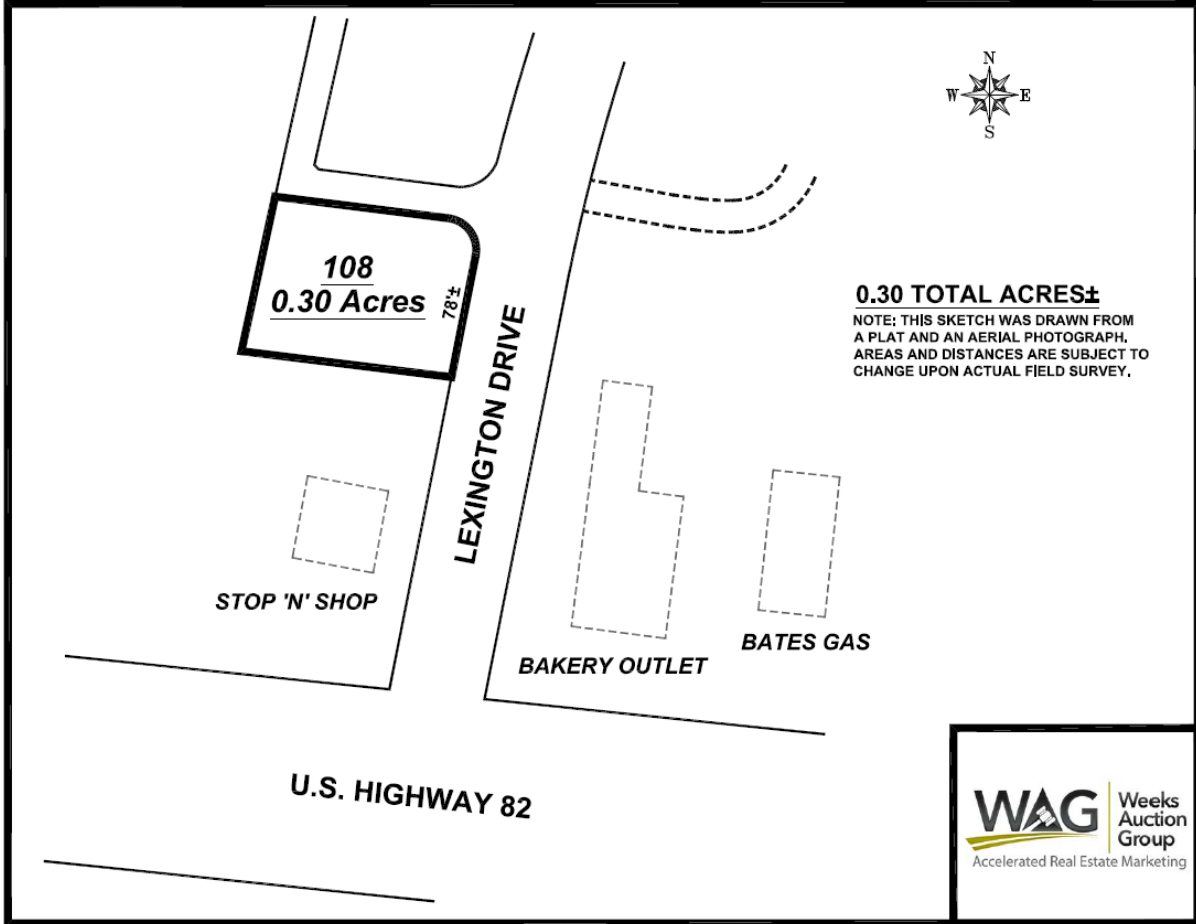 N
W E
S
108
0.30 Acres
78'±
LEXINGTON DRIVE
0.30 TOTAL ACRES±
NOTE: THIS SKETCH WAS DRAWN FROM
A PLAT AND AN AERIAL PHOTOGRAPH.
AREAS AND DISTANCES ARE SUBJECT TO
CHANGE UPON ACTUAL FIELD SURVEY.
STOP 'N' SHOP
BAKERY OUTLET
BATES GAS
U.S. HIGHWAY 82
WAG
Weeks
Auction
Group
Accelerated Real Estate Marketing